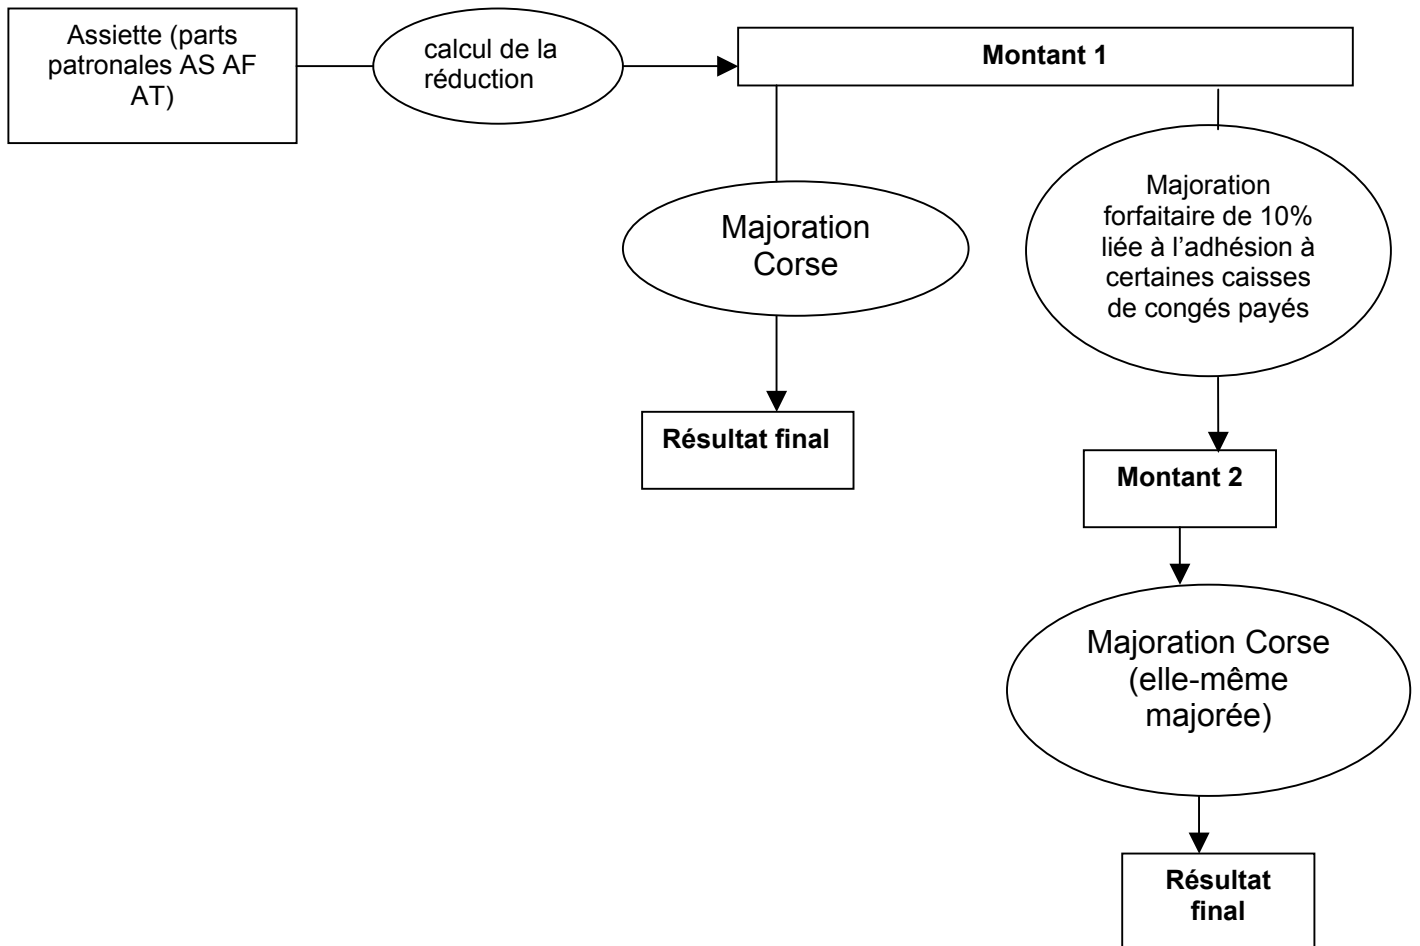 Assiette (parts
patronales AS AF
AT)
calcul de la
réduction
Montant 1
Majoration
Corse
Majoration
forfaitaire de 10%
liée à l’adhésion à
certaines caisses
de congés payés
Résultat final
Montant 2
Majoration Corse
(elle-même
majorée)
Résultat
final